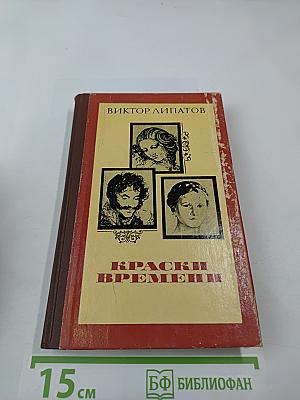 ВИКТОР ЛИПАТОВ
КРАСКИ
ВРЕМЕНИ
15 см
БФ БИБЛИОФАН